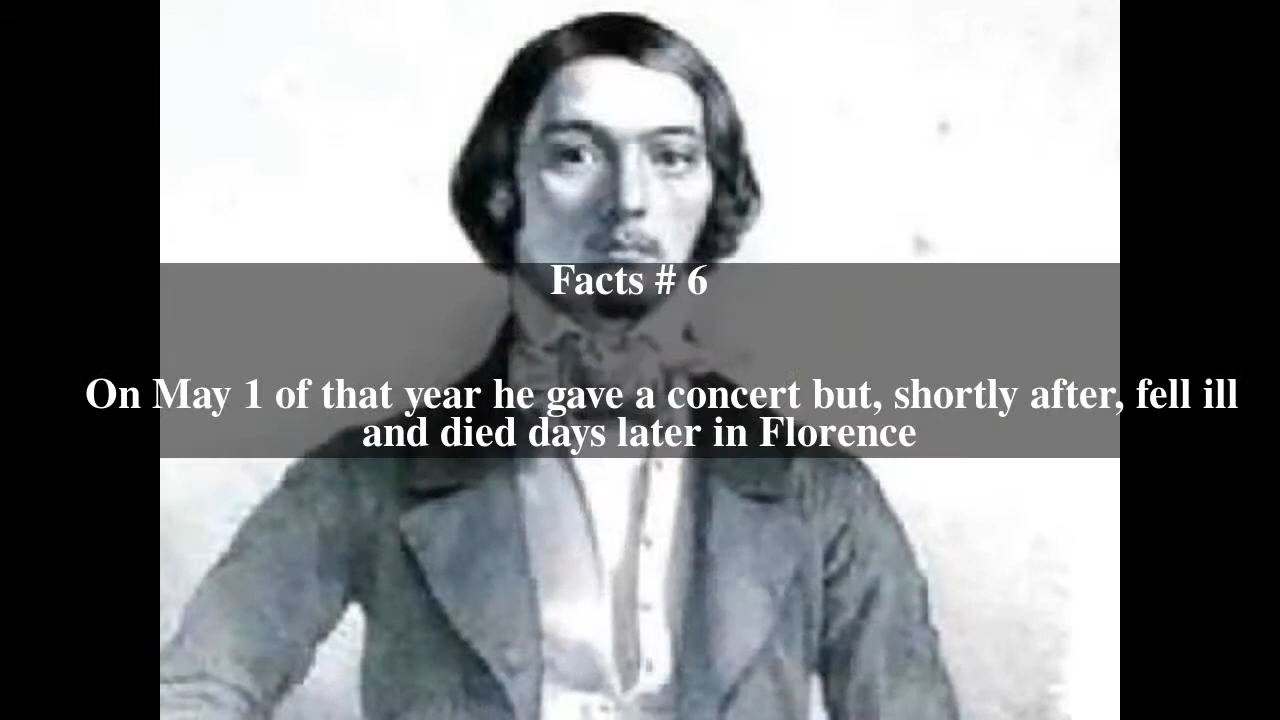 Facts # 6
On May 1 of that year he gave a concert but, shortly after, fell ill
and died days later in Florence